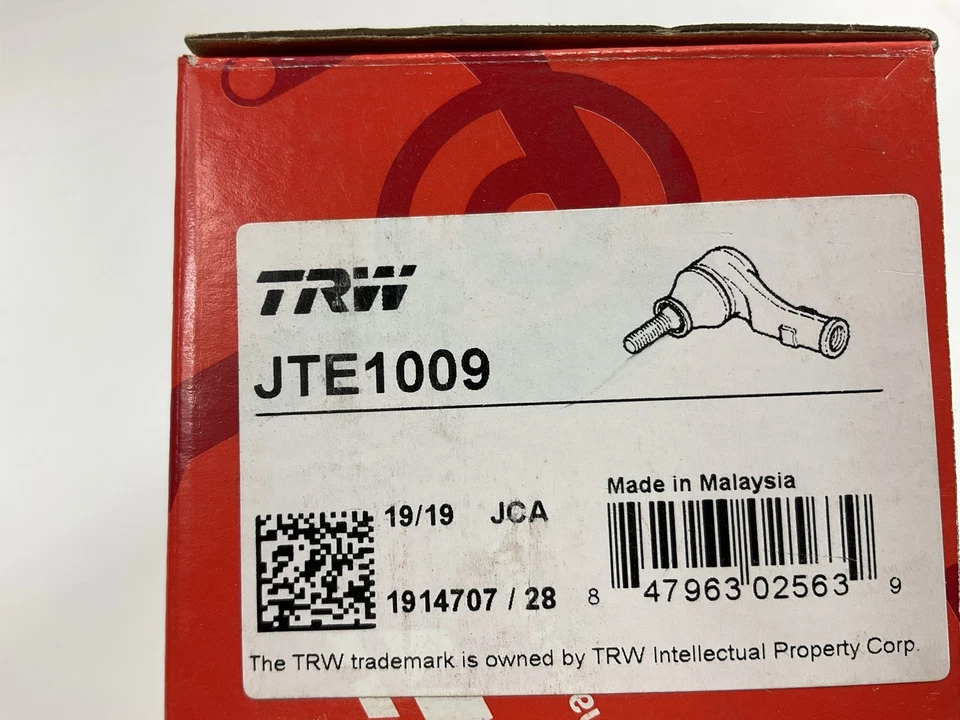 TRW
JTE1009
Made in Malaysia
19/19 JCA
1914707 / 28
8 47963 02563 9
The TRW trademark is owned by TRW Intellectual Property Corp.